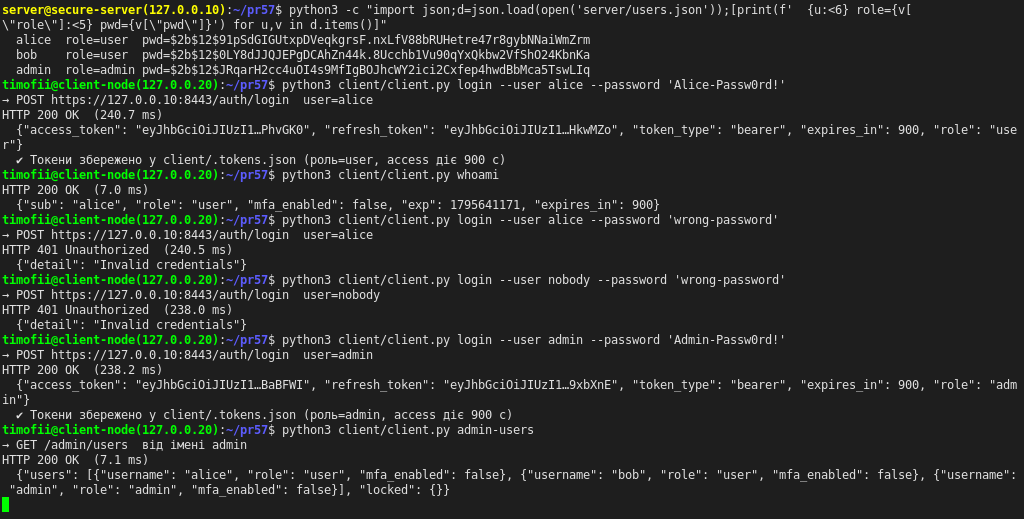 server@secure-server(127.0.0.10):~/pr57$ python3 -c "import json;d=json.load(open('server/users.json'));[print(f'  {u:<6} role={v[
\"role\"]:<5} pwd={v[\"pwd\"]}') for u,v in d.items()]"
  alice  role=user  pwd=$2b$12$91pSdGIGUtxpDVeqkgrsF.nxLfV88bRUHetre47r8gybNNaiWmZrm
  bob    role=user  pwd=$2b$12$0LY8dJJQJEPgDCAhZn44k.8Ucchb1Vu90qYxQkbw2VfShO24KbnKa
  admin  role=admin pwd=$2b$12$JRqarH2cc4uOI4s9MfIgBOJhcWY2ici2Cxfep4hwdBbMca5TswLIq
timofii@client-node(127.0.0.20):~/pr57$ python3 client/client.py login --user alice --password 'Alice-Passw0rd!'
→ POST https://127.0.0.10:8443/auth/login  user=alice
HTTP 200 OK  (240.7 ms)
  {"access_token": "eyJhbGciOiJIUzI1…PhvGK0", "refresh_token": "eyJhbGciOiJIUzI1…HkwMZo", "token_type": "bearer", "expires_in": 900, "role": "use
r"}
  ✔ Токени збережено у client/.tokens.json (роль=user, access діє 900 с)
timofii@client-node(127.0.0.20):~/pr57$ python3 client/client.py whoami
HTTP 200 OK  (7.0 ms)
  {"sub": "alice", "role": "user", "mfa_enabled": false, "exp": 1795641171, "expires_in": 900}
timofii@client-node(127.0.0.20):~/pr57$ python3 client/client.py login --user alice --password 'wrong-password'
→ POST https://127.0.0.10:8443/auth/login  user=alice
HTTP 401 Unauthorized  (240.5 ms)
  {"detail": "Invalid credentials"}
timofii@client-node(127.0.0.20):~/pr57$ python3 client/client.py login --user nobody --password 'wrong-password'
→ POST https://127.0.0.10:8443/auth/login  user=nobody
HTTP 401 Unauthorized  (238.0 ms)
  {"detail": "Invalid credentials"}
timofii@client-node(127.0.0.20):~/pr57$ python3 client/client.py login --user admin --password 'Admin-Passw0rd!'
→ POST https://127.0.0.10:8443/auth/login  user=admin
HTTP 200 OK  (238.2 ms)
  {"access_token": "eyJhbGciOiJIUzI1…BaBFWI", "refresh_token": "eyJhbGciOiJIUzI1…9xbXnE", "token_type": "bearer", "expires_in": 900, "role": "adm
in"}
  ✔ Токени збережено у client/.tokens.json (роль=admin, access діє 900 с)
timofii@client-node(127.0.0.20):~/pr57$ python3 client/client.py admin-users
→ GET /admin/users  від імені admin
HTTP 200 OK  (7.1 ms)
  {"users": [{"username": "alice", "role": "user", "mfa_enabled": false}, {"username": "bob", "role": "user", "mfa_enabled": false}, {"username":
 "admin", "role": "admin", "mfa_enabled": false}], "locked": {}}